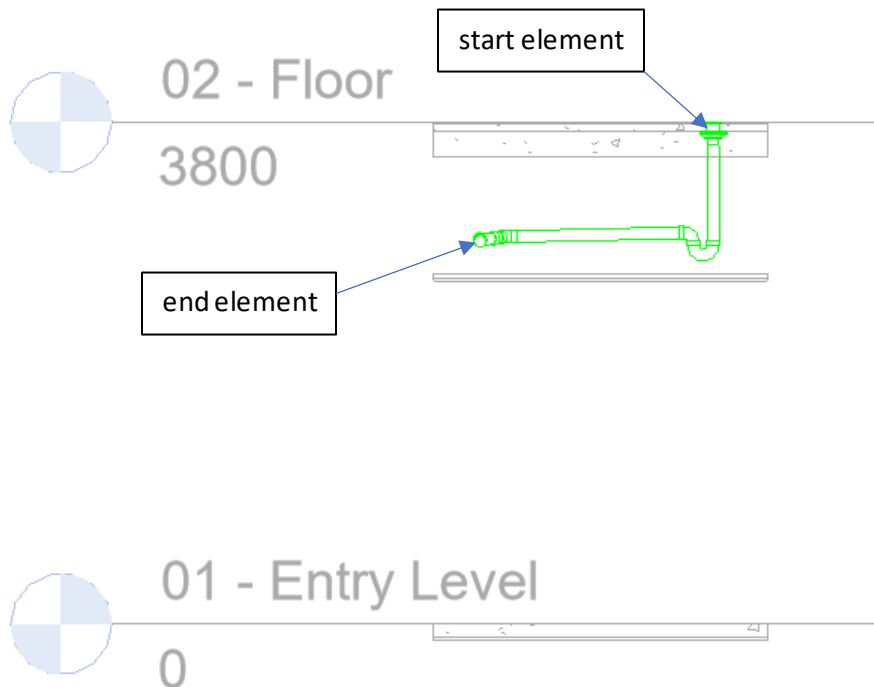 start element
02 - Floor
3800
end element
01 - Entry Level
0